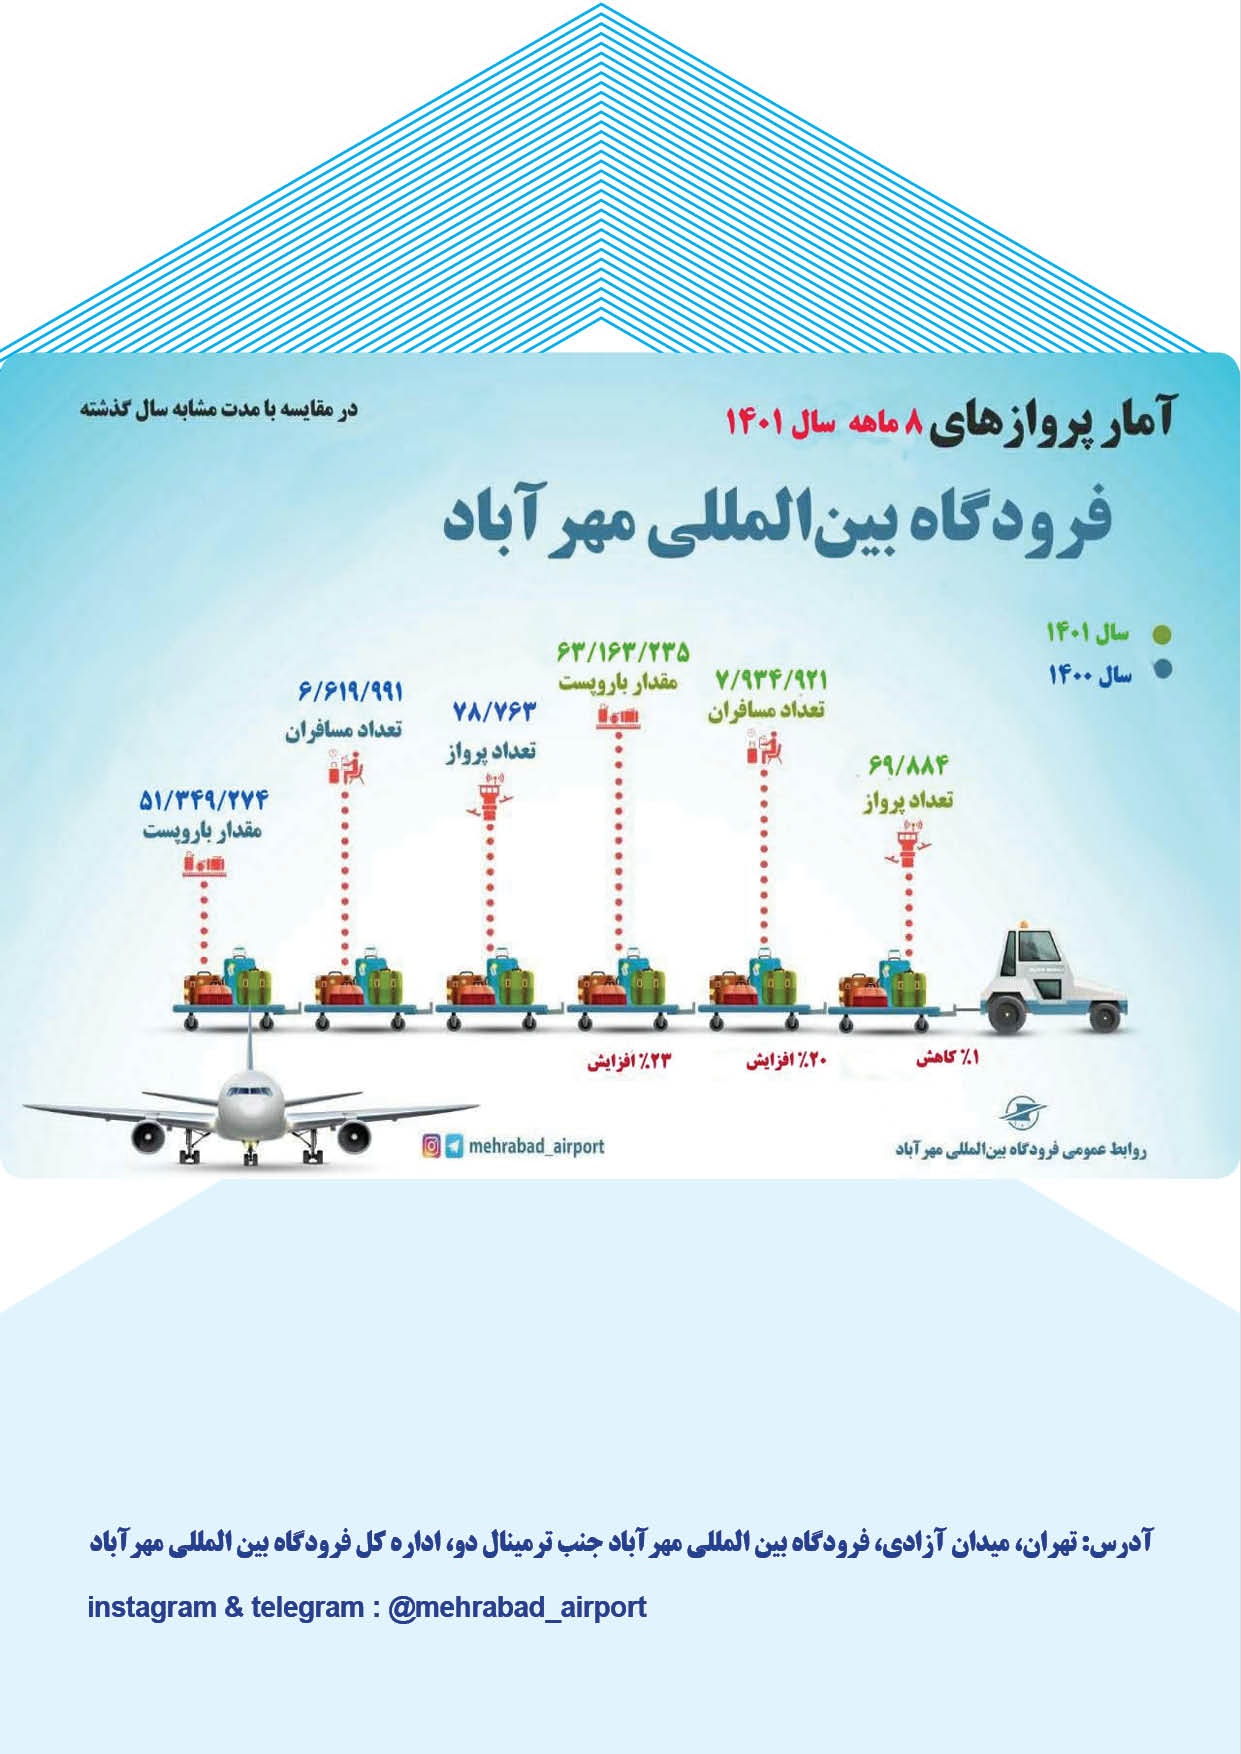 آمار پروازهای ۸ ماهه سال ۱۴۰۱
در مقایسه با مدت مشابه سال گذشته
فرودگاه بین‌المللی مهرآباد
سال ۱۴۰۱
سال ۱۴۰۰
۶۹/۸۸۴
تعداد پرواز
۷/۹۳۴/۹۲۱
تعداد مسافران
۶۳/۱۶۳/۲۳۵
مقدار باروپست
۷۸/۷۶۳
تعداد پرواز
۶/۶۱۹/۹۹۱
تعداد مسافران
۵۱/۳۴۹/۲۷۴
مقدار باروپست
۱٪ کاهش
۲۰٪ افزایش
۲۳٪ افزایش
روابط عمومی فرودگاه بین‌المللی مهرآباد
mehrabad_airport
آدرس: تهران، میدان آزادی، فرودگاه بین المللی مهرآباد جنب ترمینال دو، اداره کل فرودگاه بین المللی مهرآباد
instagram & telegram : @mehrabad_airport